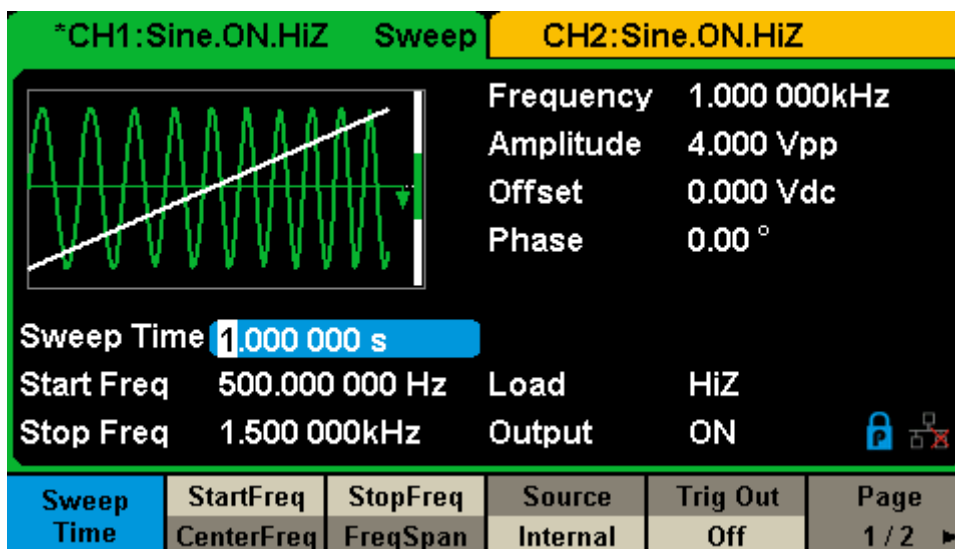 *CH1:Sine.ON.HiZ Sweep CH2:Sine.ON.HiZ
Frequency 1.000 000kHz
Amplitude 4.000 Vpp
Offset 0.000 Vdc
Phase 0.00 °
Sweep Time 1.000 000 s
Start Freq 500.000 000 Hz Load HiZ
Stop Freq 1.500 000kHz Output ON P
Sweep Time StartFreq StopFreq Source Trig Out Page
CenterFreq FreqSpan Internal Off 1/2